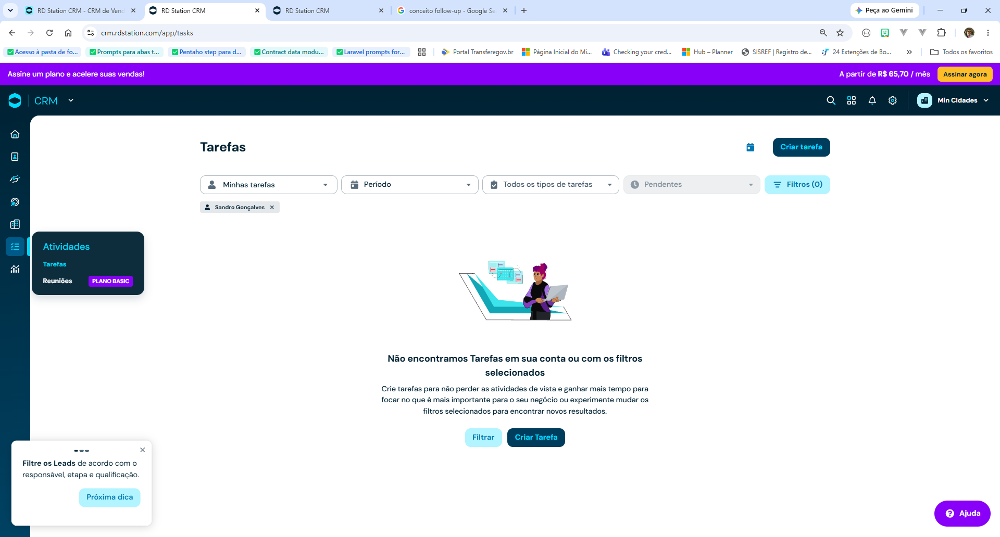 RD Station CRM - CRM de Vend
RD Station CRM
RD Station CRM
conceito follow-up - Google Se
Peça ao Gemini
crm.rdstation.com/app/tasks
Acesso à pasta de fo...
Prompts para abas t...
Pentaho step para d...
Contract data modu...
Laravel prompts for...
Portal Transferegov.br
Página Inicial do Mi...
Checking your cred...
Hub – Planner
SISREF | Registro de...
24 Extenções de Bo...
Todos os favoritos
Assine um plano e acelere suas vendas!
A partir de R$ 65,70 / mês
Assinar agora
CRM
Min CIdades
Tarefas
Criar tarefa
Minhas tarefas
Período
Todos os tipos de tarefas
Pendentes
Filtros (0)
Sandro Gonçalves
Atividades
Tarefas
Reuniões
PLANO BASIC
Não encontramos Tarefas em sua conta ou com os filtros
selecionados
Crie tarefas para não perder as atividades de vista e ganhar mais tempo para
focar no que é mais importante para o seu negócio ou experimente mudar os
filtros selecionados para encontrar novos resultados.
Filtrar
Criar Tarefa
Filtre os Leads de acordo com o
responsável, etapa e qualificação.
Próxima dica
Ajuda